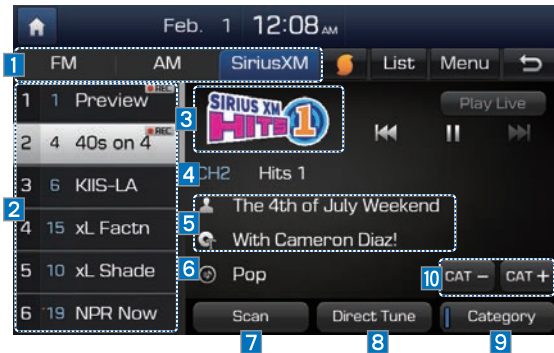 Feb. 1 12:08 AM
1 FM AM SiriusXM List Menu
1 1 Preview REC
2 4 40s on 4 REC
3 6 KIIS-LA
4 15 xL Factn
5 10 xL Shade
6 19 NPR Now
2
3 SIRIUS XM HITS 1
Play Live
4 CH2 Hits 1
5 The 4th of July Weekend
With Cameron Diaz!
6 Pop
10 CAT − CAT +
Scan Direct Tune Category
7 8 9